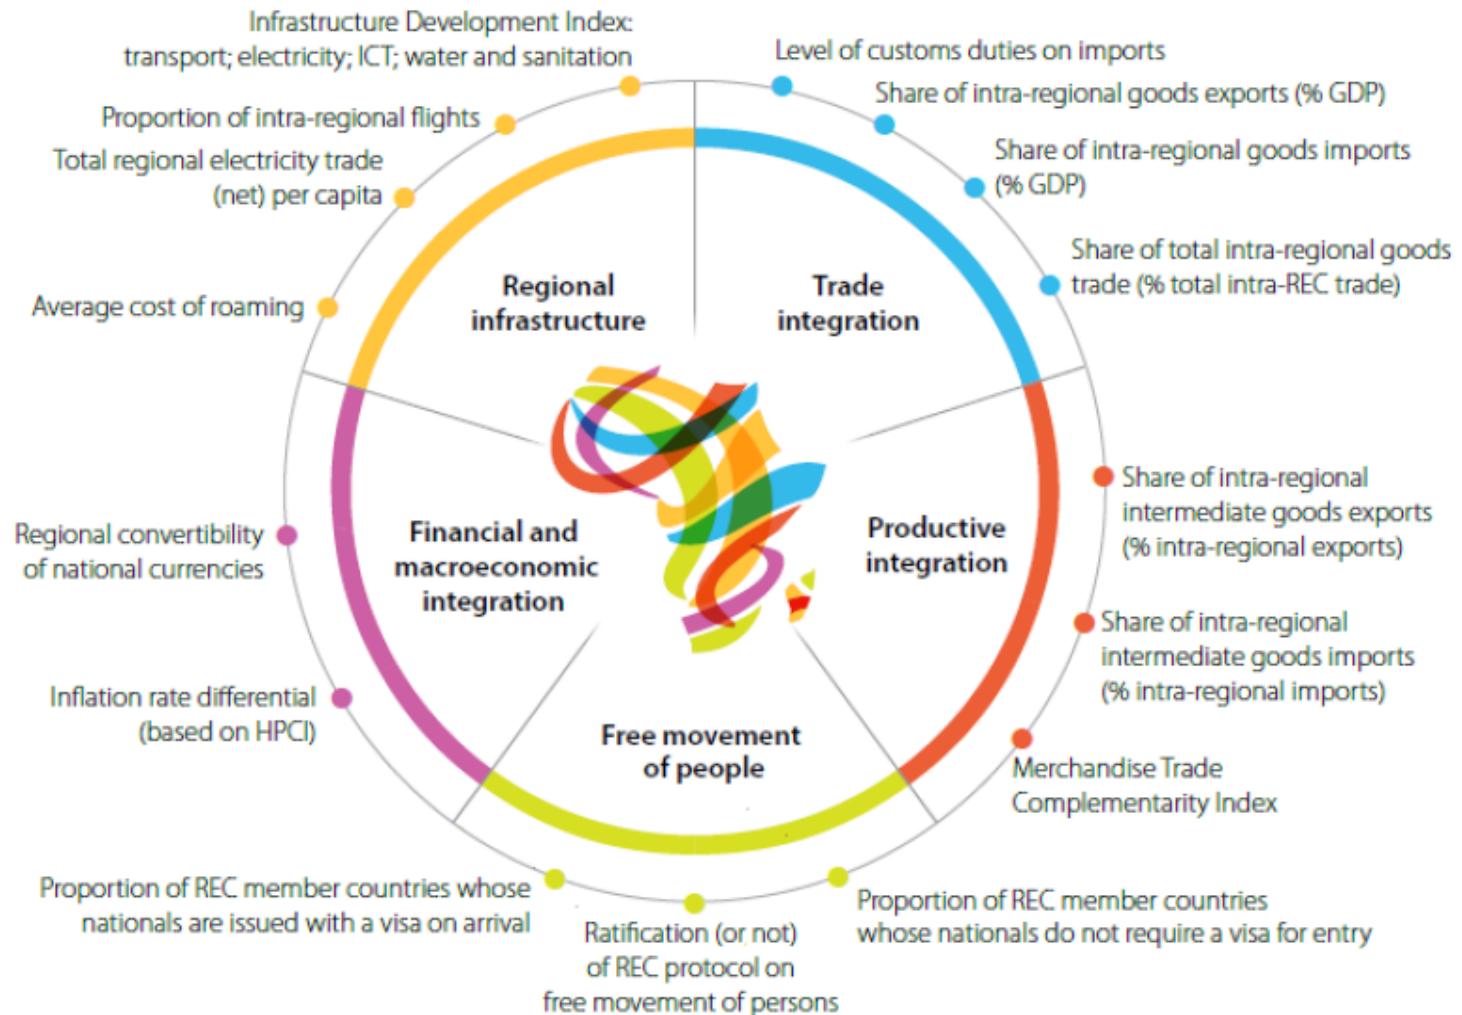 Infrastructure Development Index:
transport; electricity; ICT; water and sanitation
Proportion of intra-regional flights
Total regional electricity trade
(net) per capita
Average cost of roaming
Level of customs duties on imports
Share of intra-regional goods exports (% GDP)
Share of intra-regional goods imports
(% GDP)
Share of total intra-regional goods
trade (% total intra-REC trade)
Regional
infrastructure
Trade
integration
Financial and
macroeconomic
integration
Productive
integration
Free movement
of people
Regional convertibility
of national currencies
Inflation rate differential
(based on HPCI)
Share of intra-regional
intermediate goods exports
(% intra-regional exports)
Share of intra-regional
intermediate goods imports
(% intra-regional imports)
Merchandise Trade
Complementarity Index
Proportion of REC member countries whose
nationals are issued with a visa on arrival
Ratification (or not)
of REC protocol on
free movement of persons
Proportion of REC member countries
whose nationals do not require a visa for entry